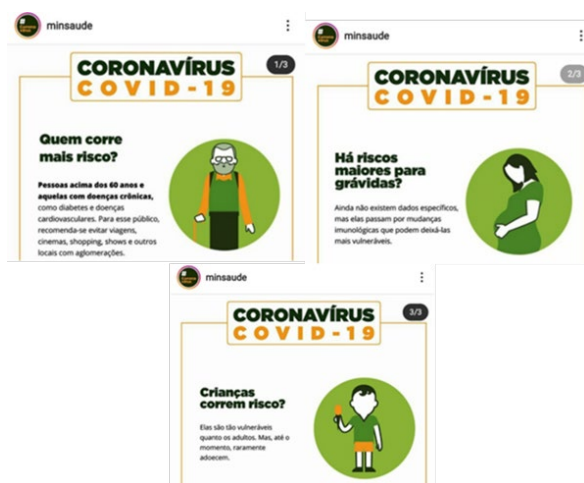 minsaude
1/3
CORONAVÍRUS
COVID-19
Quem corre
mais risco?
Pessoas acima dos 60 anos e
aquelas com doenças crônicas,
como diabetes e doenças
cardiovasculares. Para esse público,
recomenda-se evitar viagens,
cinemas, shopping, shows e outros
locais com aglomerações.
minsaude
2/3
CORONAVÍRUS
COVID-19
Há riscos
maiores para
grávidas?
Ainda não existem dados específicos,
mas elas passam por mudanças
imunológicas que podem deixá-las
mais vulneráveis.
minsaude
3/3
CORONAVÍRUS
COVID-19
Crianças
correm risco?
Elas são tão vulneráveis
quanto os adultos. Mas, até o
momento, raramente
adoecem.